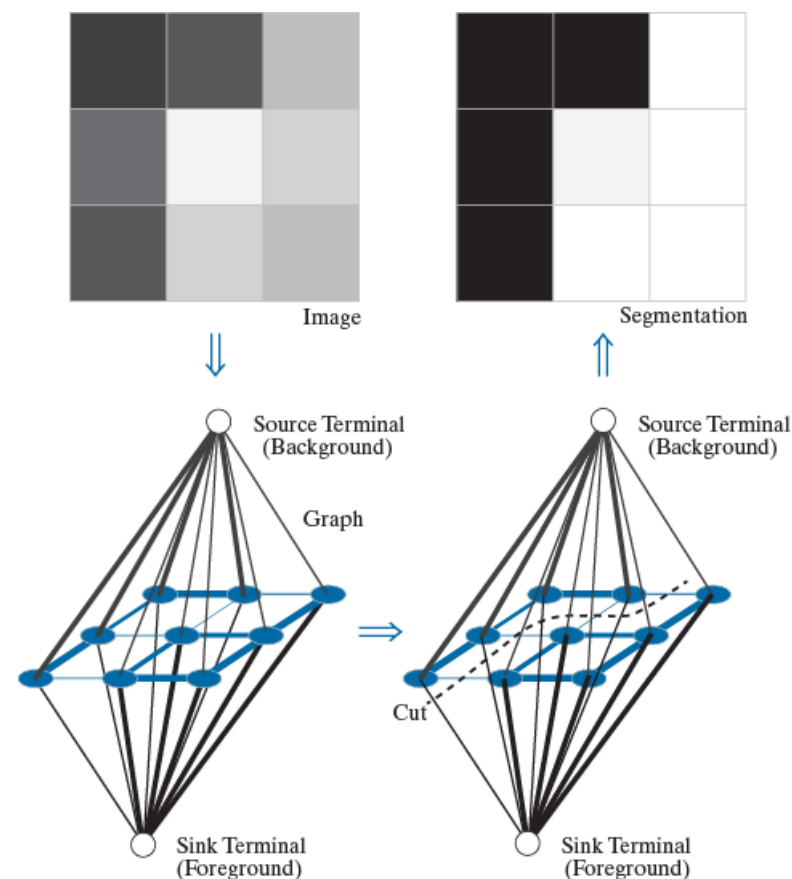 Image
Segmentation
Source Terminal
(Background)
Graph
Sink Terminal
(Foreground)
Source Terminal
(Background)
Cut
Sink Terminal
(Foreground)